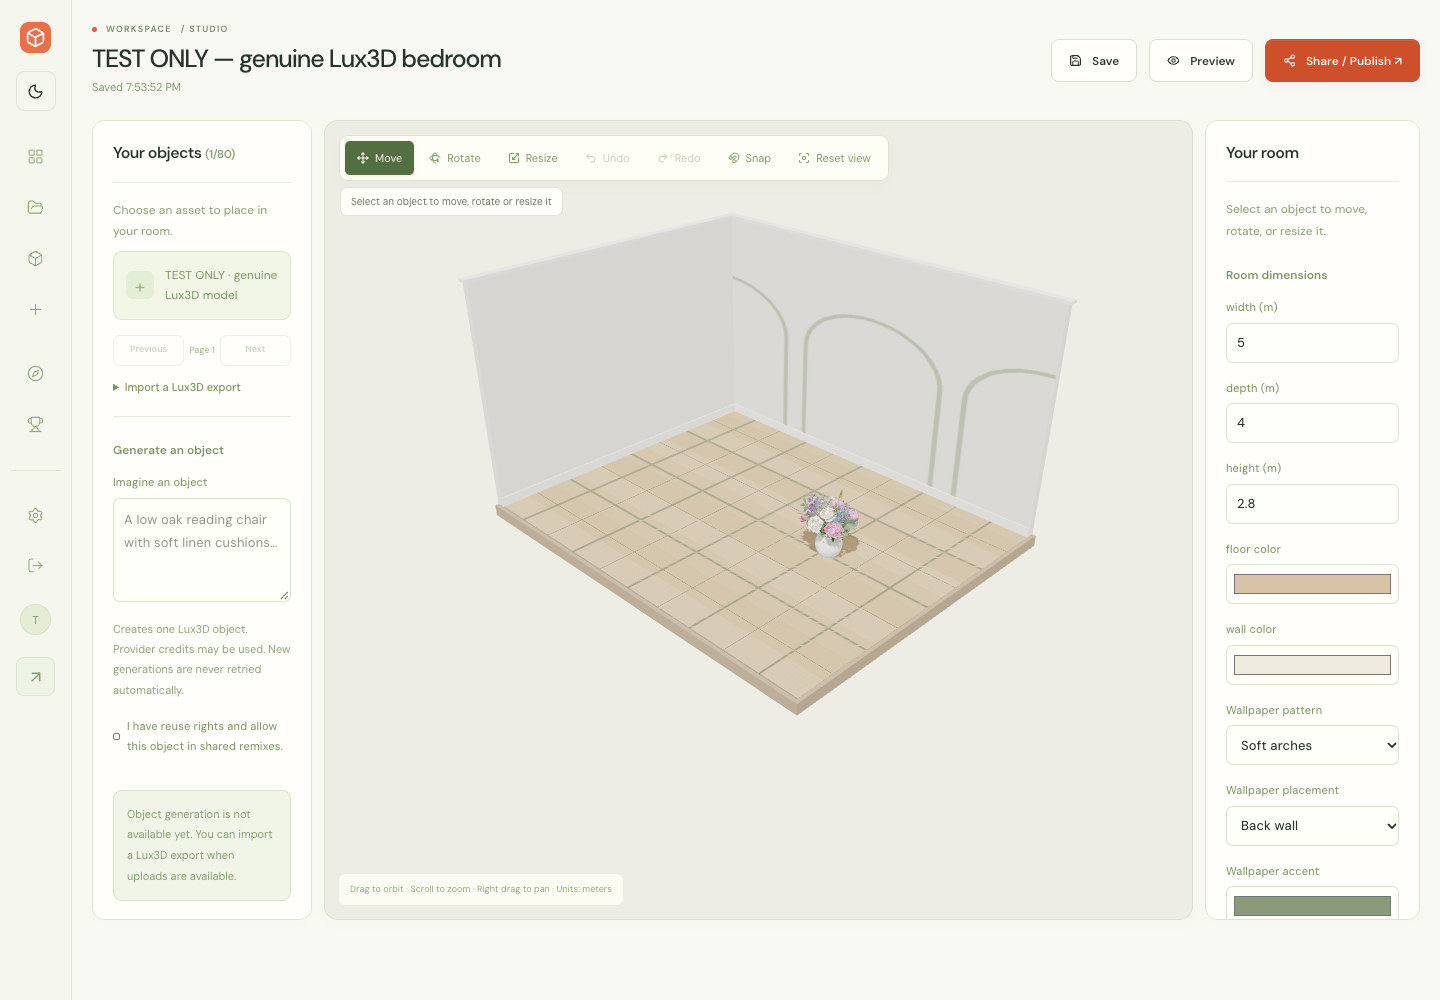 WORKSPACE / STUDIO
TEST ONLY — genuine Lux3D bedroom
Saved 7:53:52 PM
Save
Preview
Share / Publish
Your objects (1/80)
Choose an asset to place in
your room.
+
TEST ONLY · genuine
Lux3D model
Previous
Page 1
Next
Import a Lux3D export
Generate an object
Imagine an object
A low oak reading chair
with soft linen cushions...
Creates one Lux3D object.
Provider credits may be used. New
generations are never retried
automatically.
I have reuse rights and allow
this object in shared remixes.
Object generation is not
available yet. You can import
a Lux3D export when
uploads are available.
T
Move
Rotate
Resize
Undo
Redo
Snap
Reset view
Select an object to move, rotate or resize it
Drag to orbit · Scroll to zoom · Right drag to pan · Units: meters
Your room
Select an object to move,
rotate, or resize it.
Room dimensions
width (m)
5
depth (m)
4
height (m)
2.8
floor color
wall color
Wallpaper pattern
Soft arches
Wallpaper placement
Back wall
Wallpaper accent